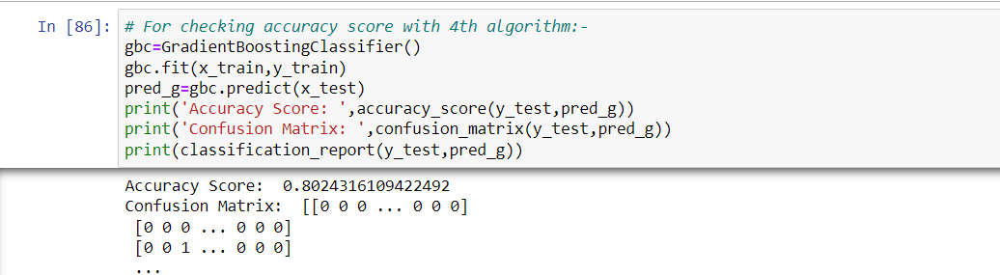 In [86]: # For checking accuracy score with 4th algorithm:-
gbc=GradientBoostingClassifier()
gbc.fit(x_train,y_train)
pred_g=gbc.predict(x_test)
print('Accuracy Score: ',accuracy_score(y_test,pred_g))
print('Confusion Matrix: ',confusion_matrix(y_test,pred_g))
print(classification_report(y_test,pred_g))
Accuracy Score:  0.8024316109422492
Confusion Matrix:  [[0 0 0 ... 0 0 0]
 [0 0 0 ... 0 0 0]
 [0 0 1 ... 0 0 0]
 ...